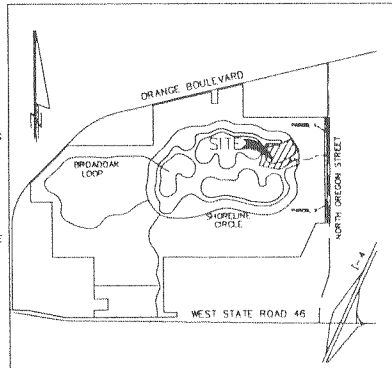 ORANGE BOULEVARD
SITE
BROADOAK
LOOP
SHORELINE
CIRCLE
NORTH OREGON STREET
I-4
WEST STATE ROAD 46